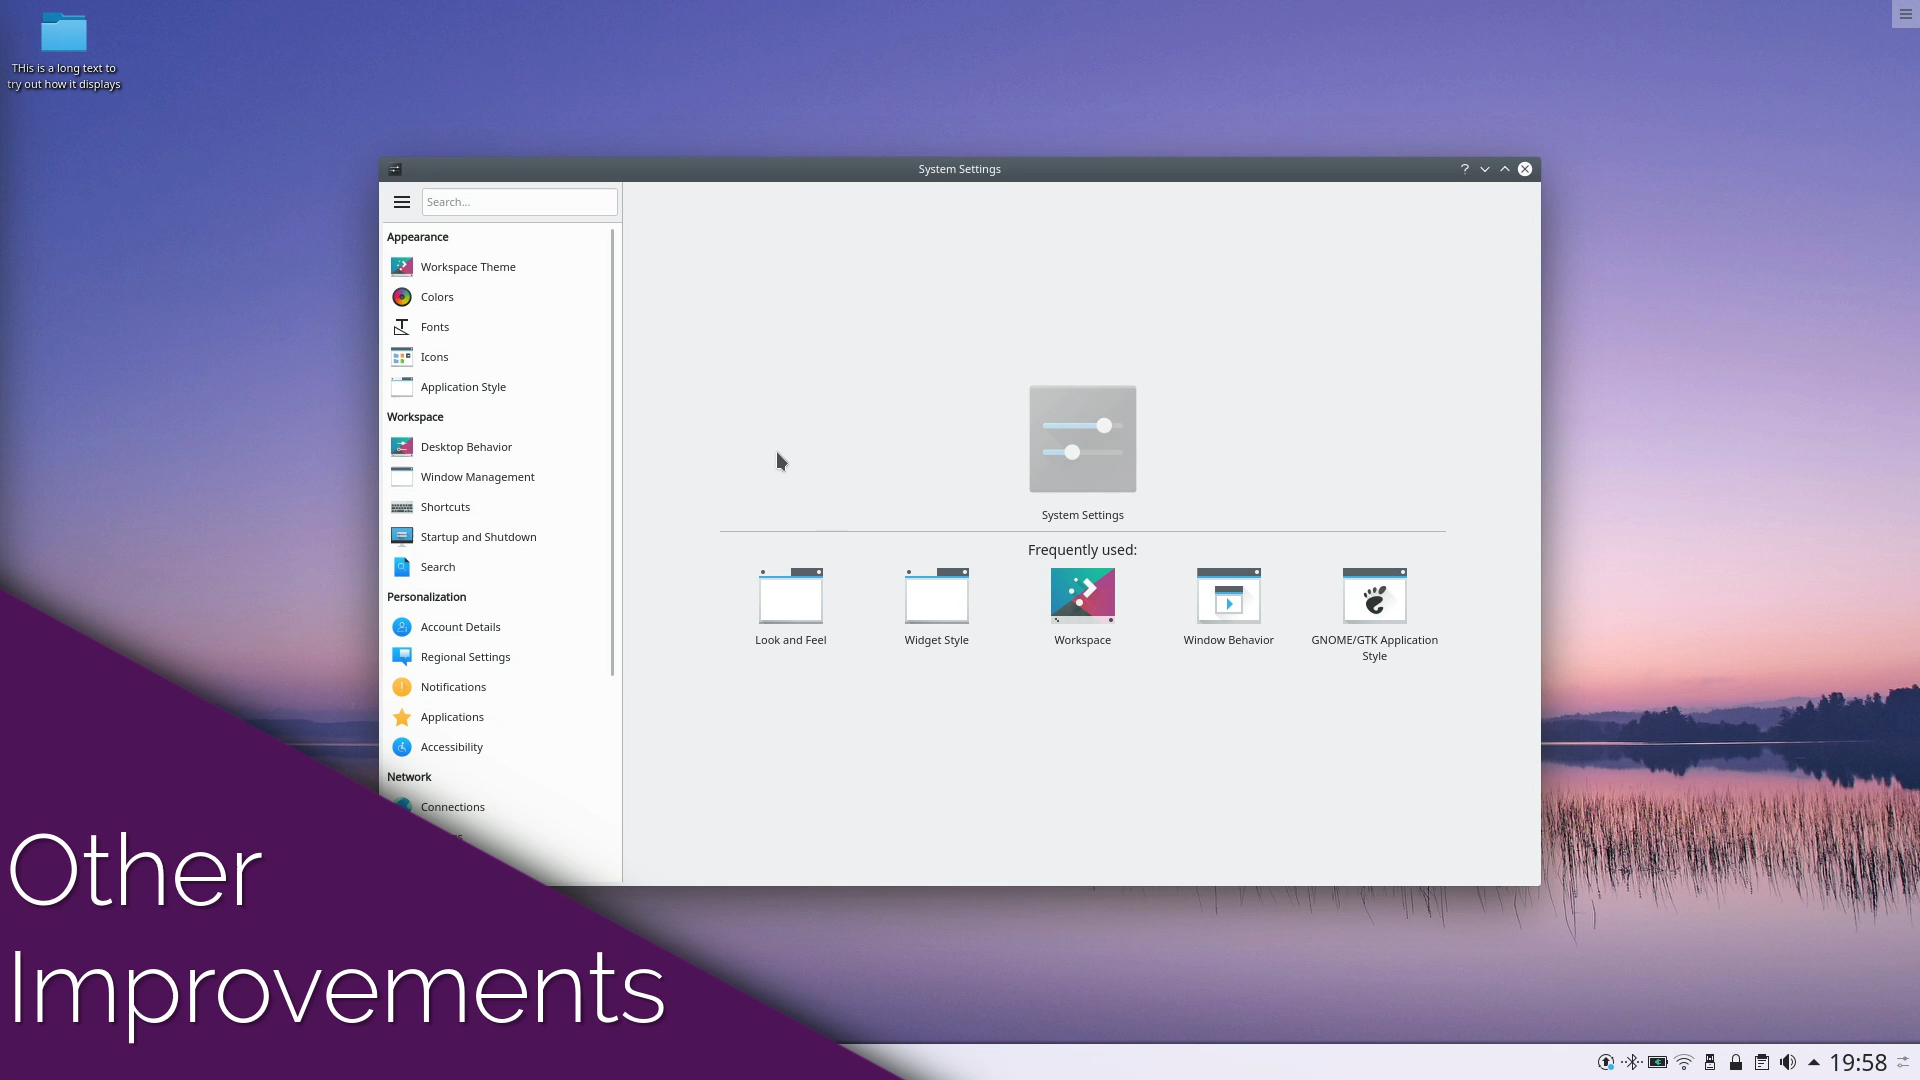 THis is a long text to
try out how it displays
System Settings
Search...
Appearance
Workspace Theme
Colors
Fonts
Icons
Application Style
Workspace
Desktop Behavior
Window Management
Shortcuts
Startup and Shutdown
Search
Personalization
Account Details
Regional Settings
Notifications
Applications
Accessibility
Network
Connections
System Settings
Frequently used:
Look and Feel
Widget Style
Workspace
Window Behavior
GNOME/GTK Application
Style
Other
Improvements
19:58